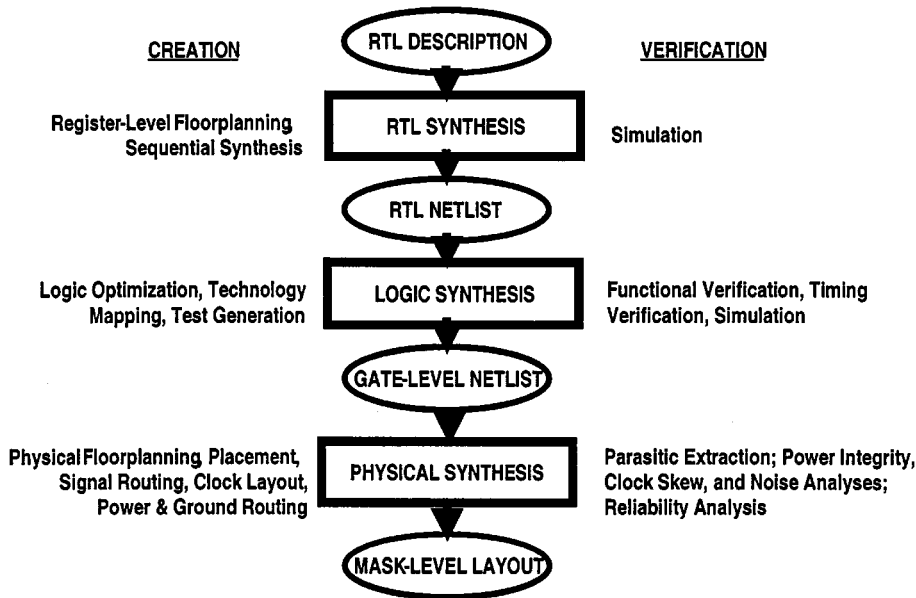 RTL DESCRIPTION
CREATION
VERIFICATION
Register-Level Floorplanning,
Sequential Synthesis
RTL SYNTHESIS
Simulation
RTL NETLIST
Logic Optimization, Technology
Mapping, Test Generation
LOGIC SYNTHESIS
Functional Verification, Timing
Verification, Simulation
GATE-LEVEL NETLIST
Physical Floorplanning, Placement,
Signal Routing, Clock Layout,
Power & Ground Routing
PHYSICAL SYNTHESIS
Parasitic Extraction; Power Integrity,
Clock Skew, and Noise Analyses;
Reliability Analysis
MASK-LEVEL LAYOUT